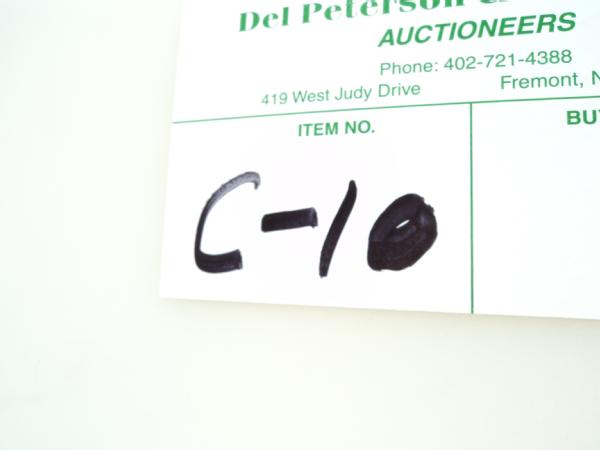 Del Peterson &
AUCTIONEERS
Phone: 402-721-4388
419 West Judy Drive Fremont, N
ITEM NO.
BU
C-10